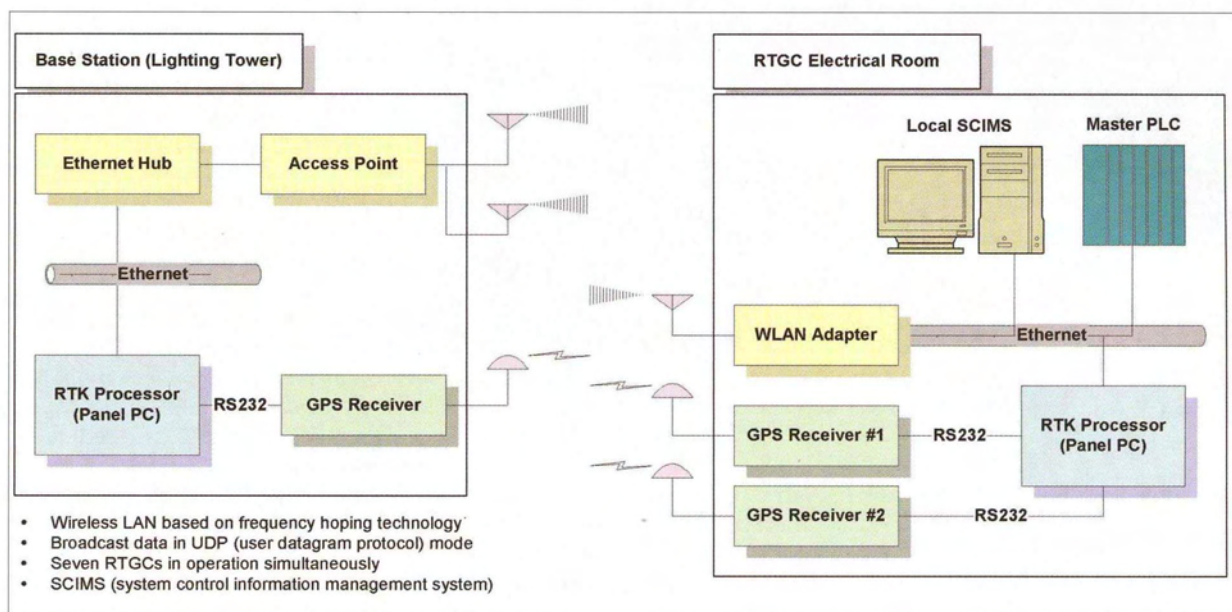 Base Station (Lighting Tower)
Ethernet Hub
Access Point
Ethernet
RTK Processor
(Panel PC)
RS232
GPS Receiver
RTGC Electrical Room
Local SCIMS
Master PLC
WLAN Adapter
Ethernet
GPS Receiver #1
RS232
RTK Processor
(Panel PC)
GPS Receiver #2
RS232
• Wireless LAN based on frequency hoping technology
• Broadcast data in UDP (user datagram protocol) mode
• Seven RTGCs in operation simultaneously
• SCIMS (system control information management system)